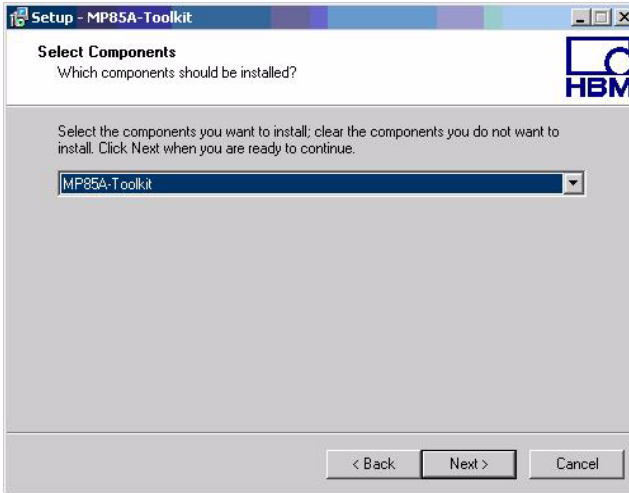 Setup - MP85A-Toolkit
Select Components
Which components should be installed?
HBM
Select the components you want to install; clear the components you do not want to
install. Click Next when you are ready to continue.
MP85A-Toolkit
< Back
Next >
Cancel